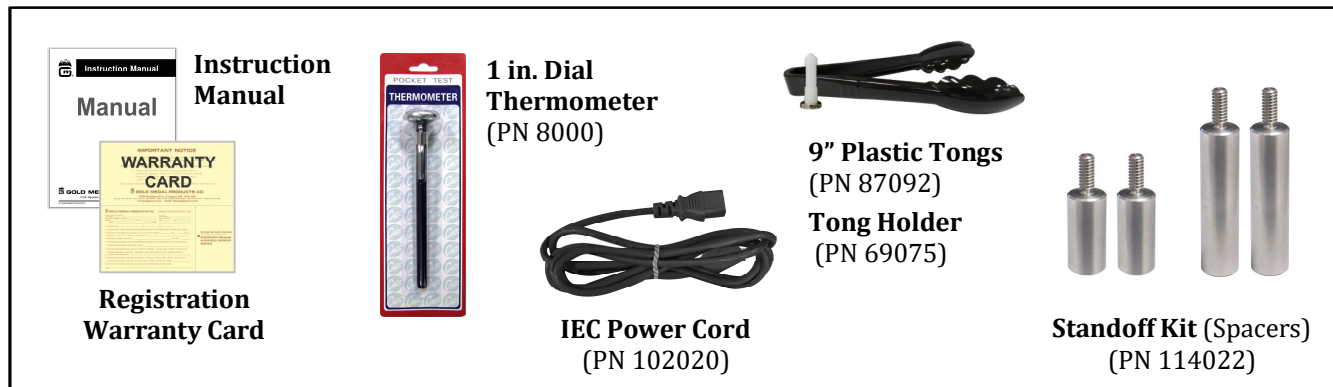 Instruction Manual
Manual
GOLD ME
IMPORTANT NOTICE
WARRANTY
CARD
GOLD MEDAL PRODUCTS CO.
Instruction
Manual
Registration
Warranty Card
POCKET TEST
THERMOMETER
1 in. Dial
Thermometer
(PN 8000)
IEC Power Cord
(PN 102020)
9” Plastic Tongs
(PN 87092)
Tong Holder
(PN 69075)
Standoff Kit (Spacers)
(PN 114022)